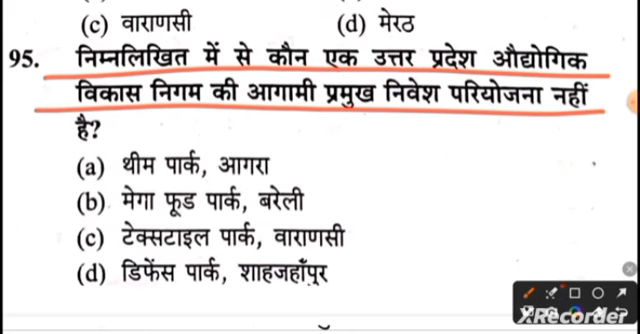 (c) वाराणसी (d) मेरठ
95. निम्नलिखित में से कौन एक उत्तर प्रदेश औद्योगिक
विकास निगम की आगामी प्रमुख निवेश परियोजना नहीं
है?
(a) थीम पार्क, आगरा
(b) मेगा फूड पार्क, बरेली
(c) टेक्सटाइल पार्क, वाराणसी
(d) डिफेंस पार्क, शाहजहाँपुर
XRecorder